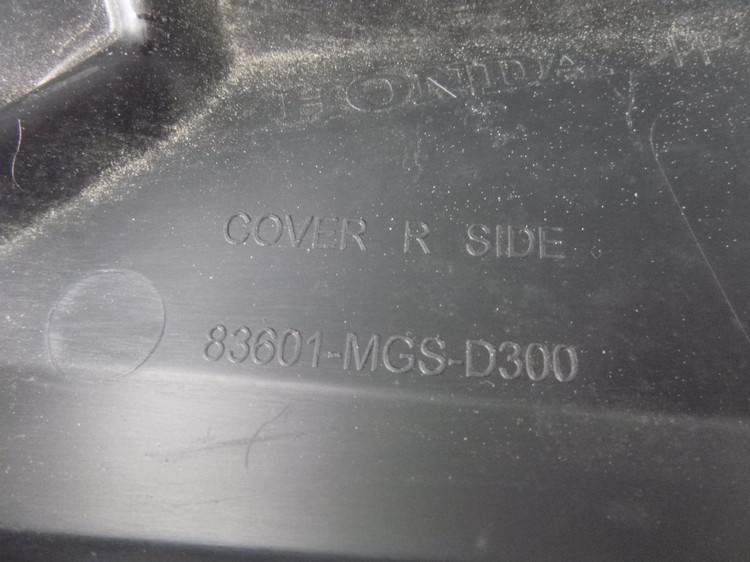 HONDA
COVER R SIDE
83601-MGS-D300